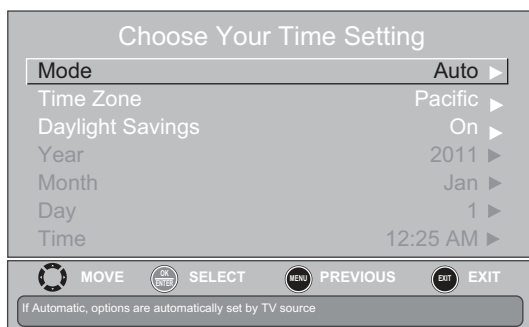 Choose Your Time Setting
Mode Auto
Time Zone Pacific
Daylight Savings On
Year 2011
Month Jan
Day 1
Time 12:25 AM
MOVE OK ENTER SELECT MENU PREVIOUS EXIT EXIT
If Automatic, options are automatically set by TV source